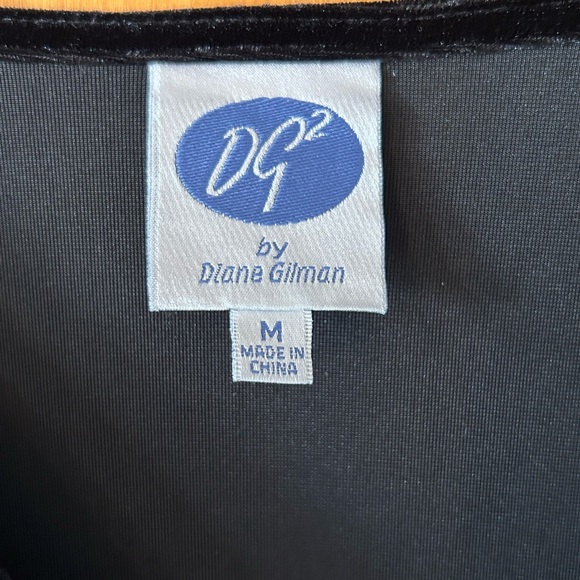 DG²
by
Diane Gilman
M
MADE IN
CHINA